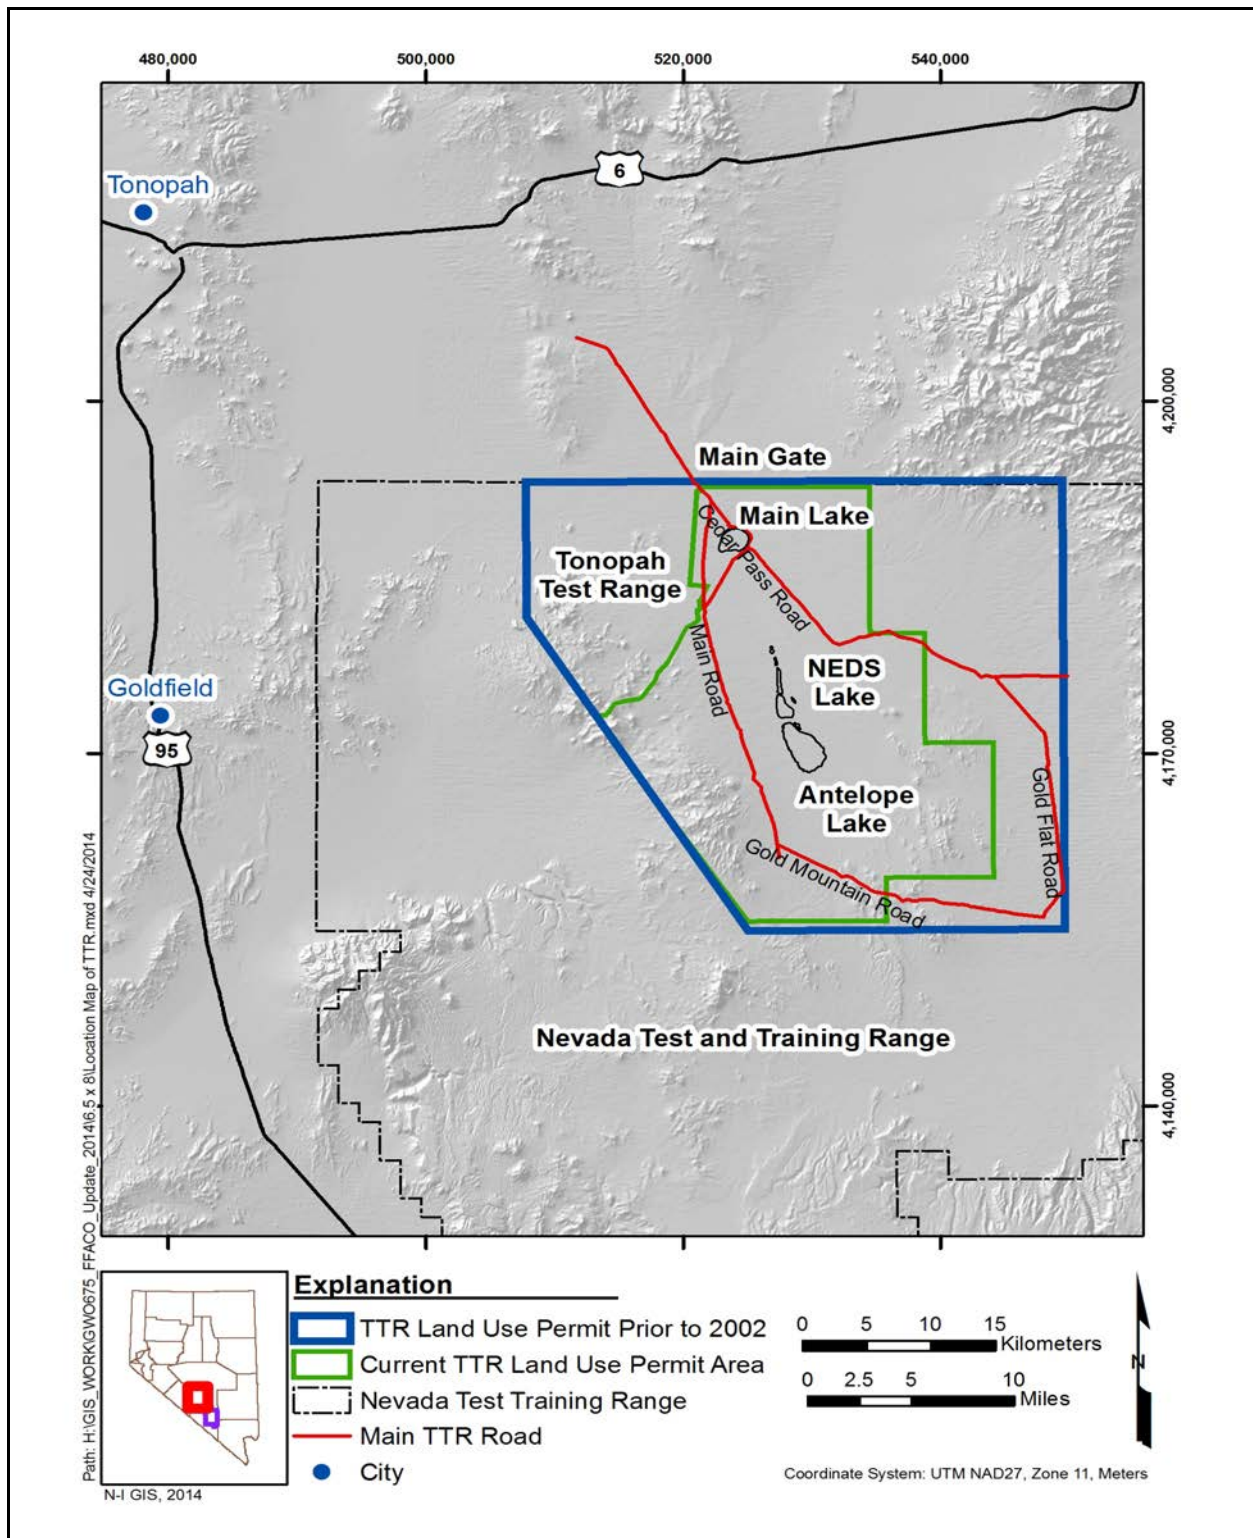 480,000
500,000
520,000
540,000
6
Tonopah
4,200,000
Main Gate
Main Lake
Cedar Pass Road
Tonopah
Test Range
Main Road
NEDS
Lake
Goldfield
95
4,170,000
Antelope
Lake
Gold Flat Road
Gold Mountain Road
Nevada Test and Training Range
4,140,000
Path: H:\GIS_WORK\GWO675_FFACO_Update_2014\6.5 x 8\Location Map of TTR.mxd 4/24/2014
Explanation
TTR Land Use Permit Prior to 2002
Current TTR Land Use Permit Area
Nevada Test Training Range
Main TTR Road
City
0 5 10 15
Kilometers
0 2.5 5 10
Miles
N
Coordinate System: UTM NAD27, Zone 11, Meters
N-I GIS, 2014